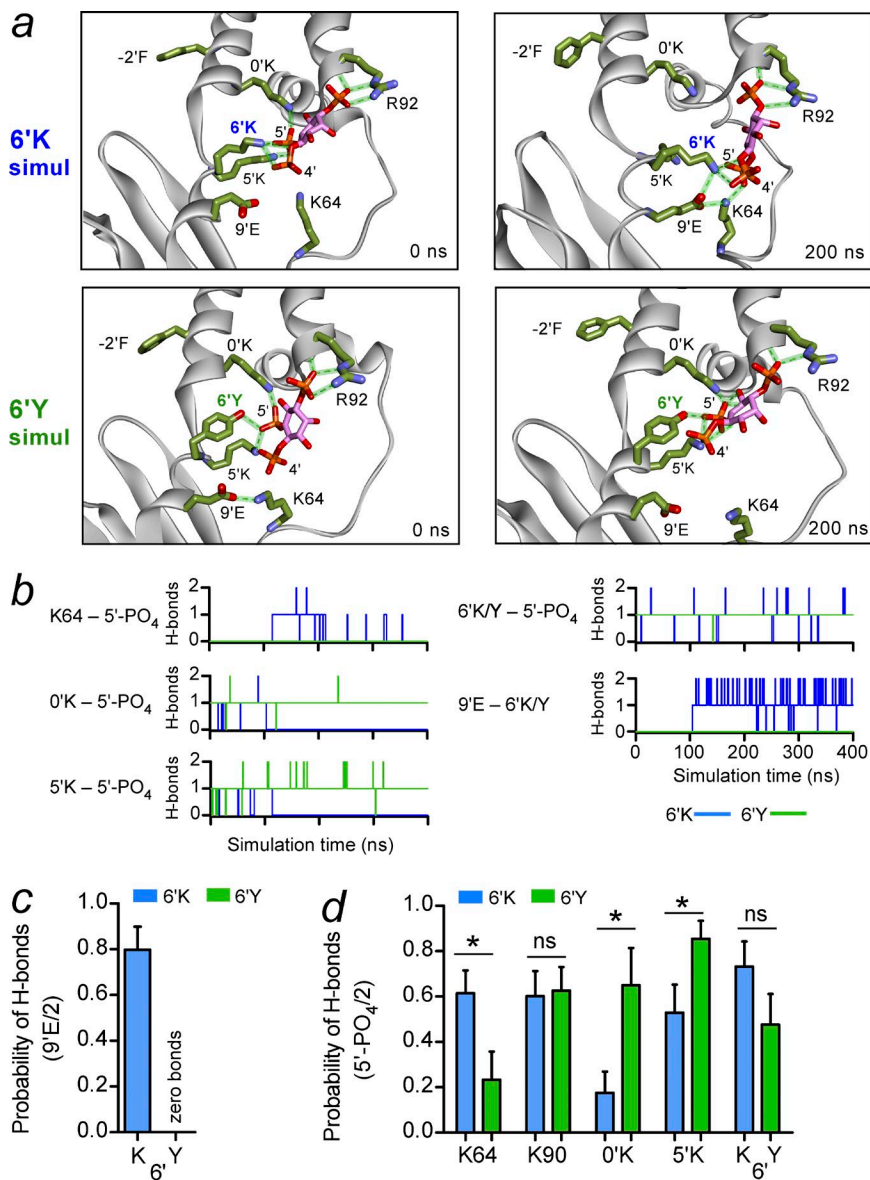 a
6'K
simul
-2'F
0'K
R92
6'K
5'
5'K
4'
K64
9'E
0 ns
-2'F
0'K
R92
6'K
5'
5'K
4'
9'E
K64
200 ns
6'Y
simul
-2'F
0'K
R92
6'Y
5'
5'K
4'
9'E
K64
0 ns
-2'F
0'K
R92
6'Y
5'
5'K
4'
9'E
K64
200 ns
b
K64 – 5'-PO4
H-bonds
2
1
0
0'K – 5'-PO4
H-bonds
2
1
0
5'K – 5'-PO4
H-bonds
2
1
0
Simulation time (ns)
6'K/Y – 5'-PO4
H-bonds
2
1
0
9'E – 6'K/Y
H-bonds
2
1
0
0 100 200 300 400
Simulation time (ns)
6'K 6'Y
c
6'K 6'Y
Probability of H-bonds
(9'E/2)
1.0
0.8
0.6
0.4
0.2
0.0
zero bonds
K Y
6'
d
6'K 6'Y
Probability of H-bonds
(5'-PO4/2)
1.0
0.8
0.6
0.4
0.2
0.0
* ns * * ns
K64 K90 0'K 5'K K Y
6'